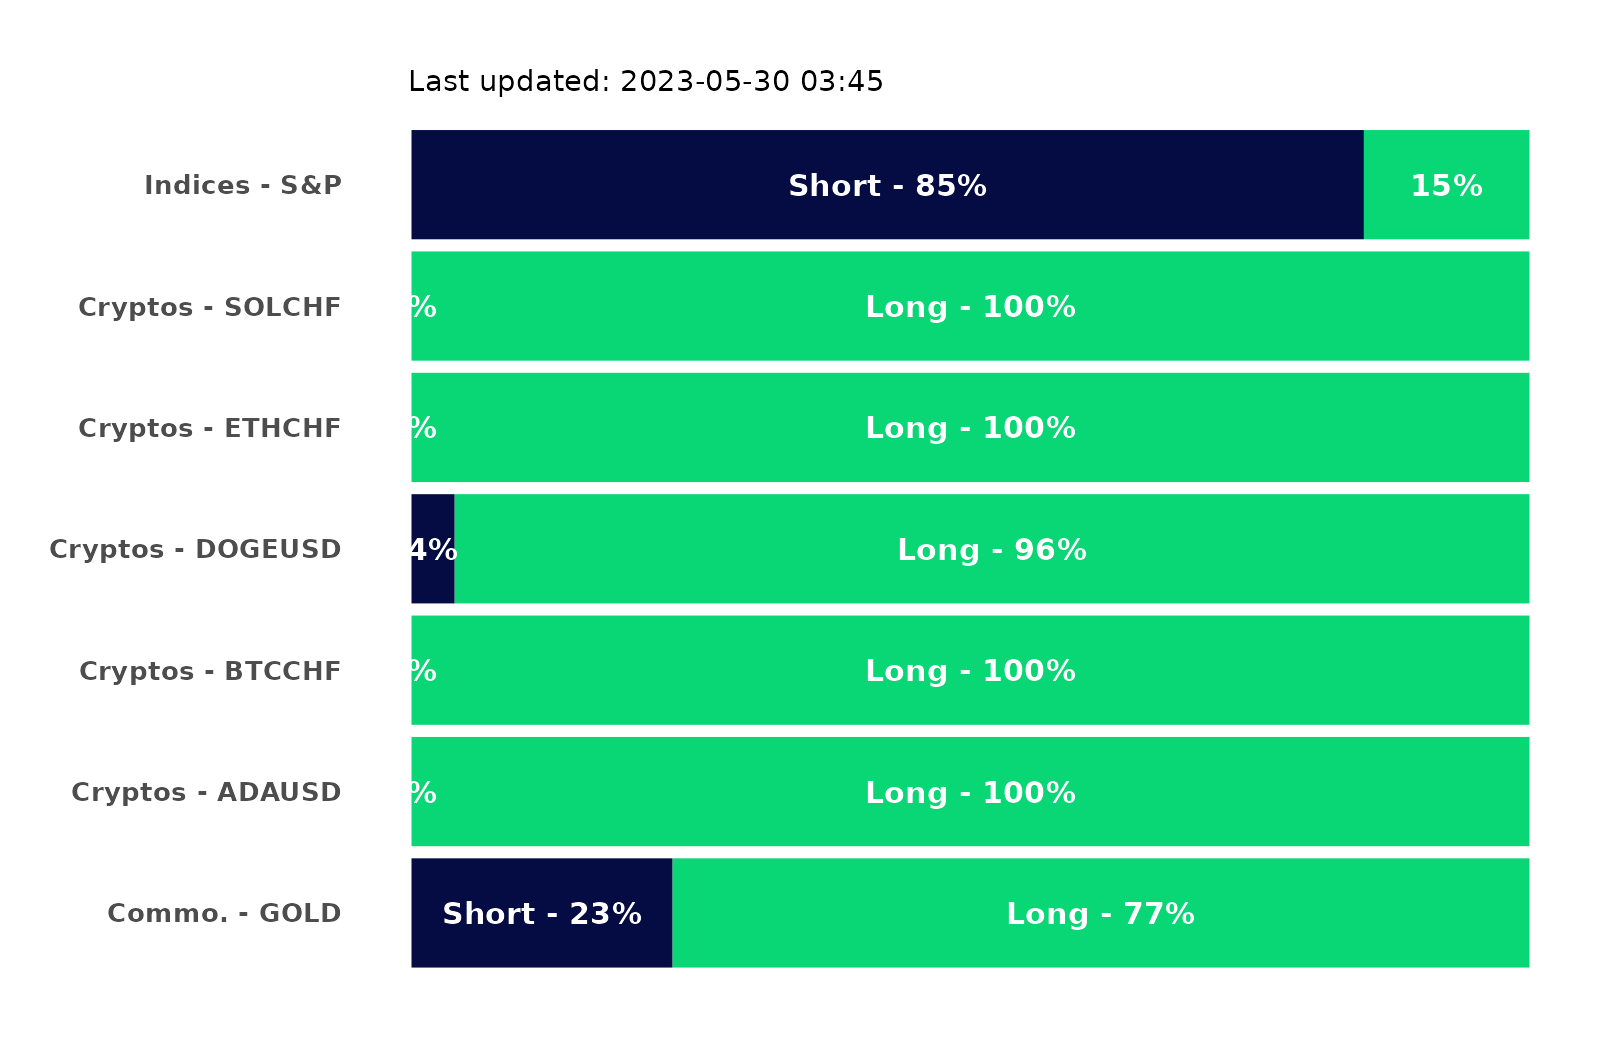 Last updated: 2023-05-30 03:45
Indices - S&P Short - 85% 15%
Cryptos - SOLCHF % Long - 100%
Cryptos - ETHCHF % Long - 100%
Cryptos - DOGEUSD 4% Long - 96%
Cryptos - BTCCHF % Long - 100%
Cryptos - ADAUSD % Long - 100%
Commo. - GOLD Short - 23% Long - 77%